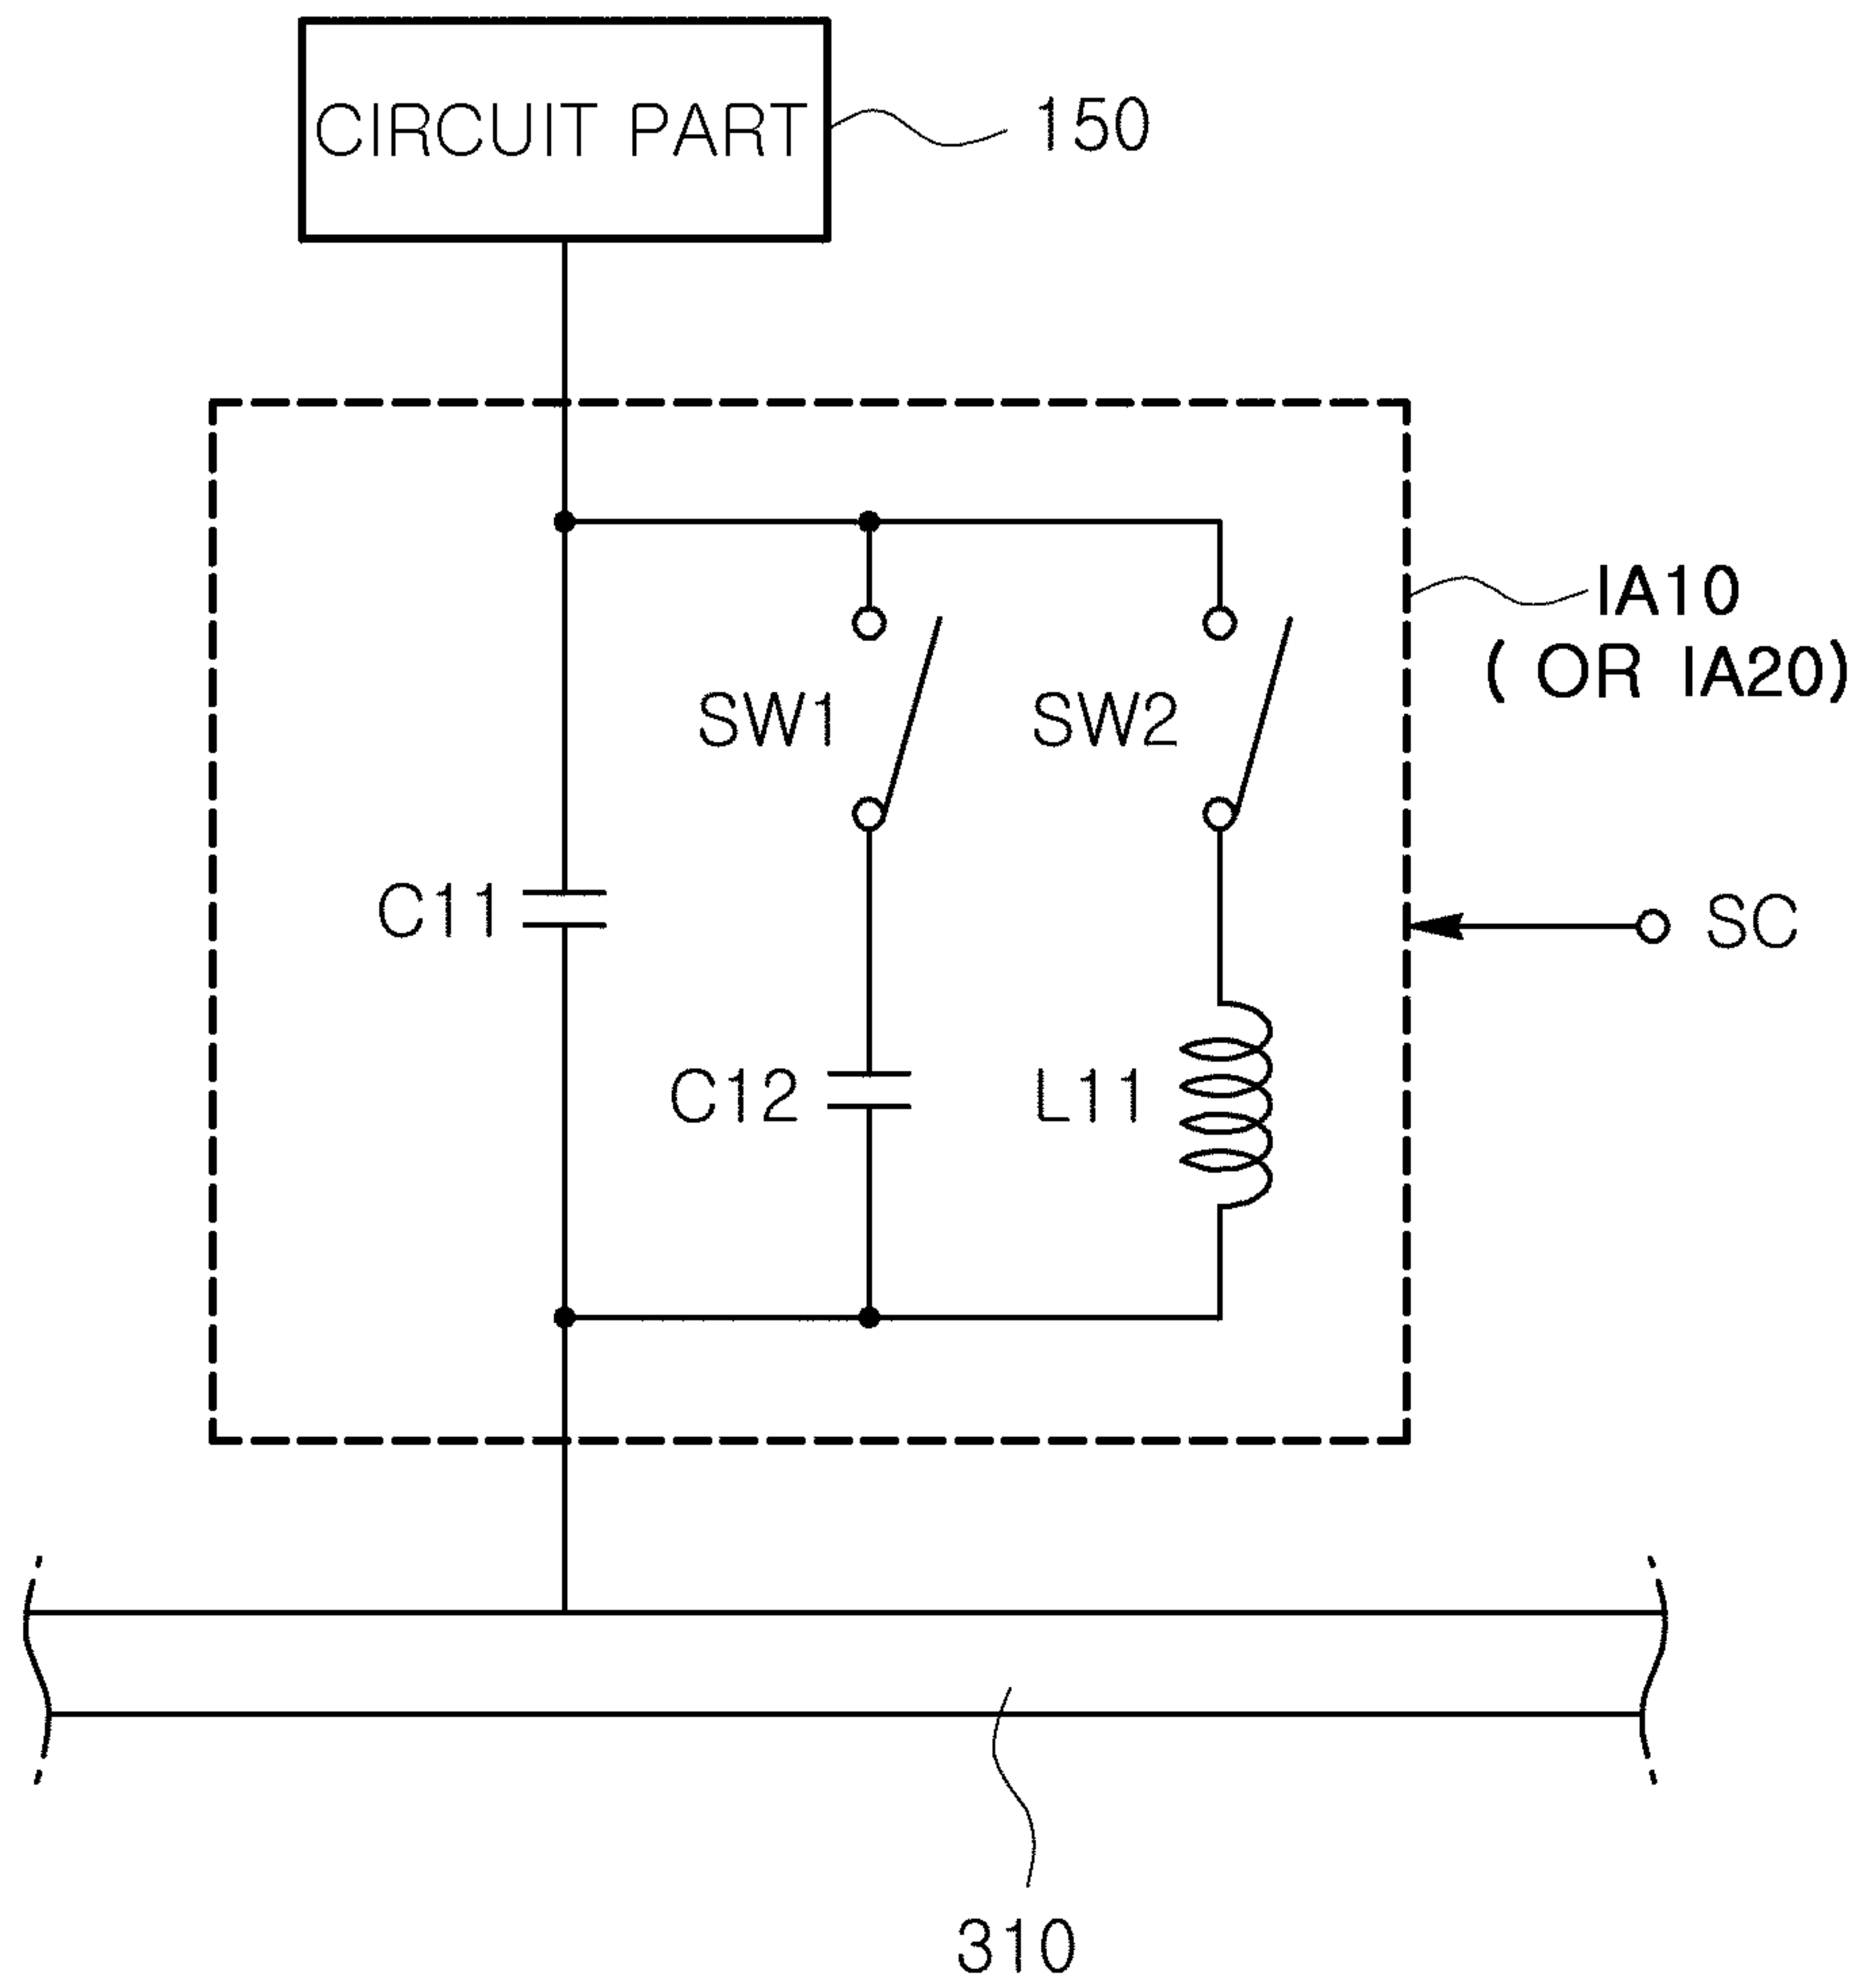 CIRCUIT PART
150
IA10
( OR IA20)
SW1
SW2
C11
SC
C12
L11
310